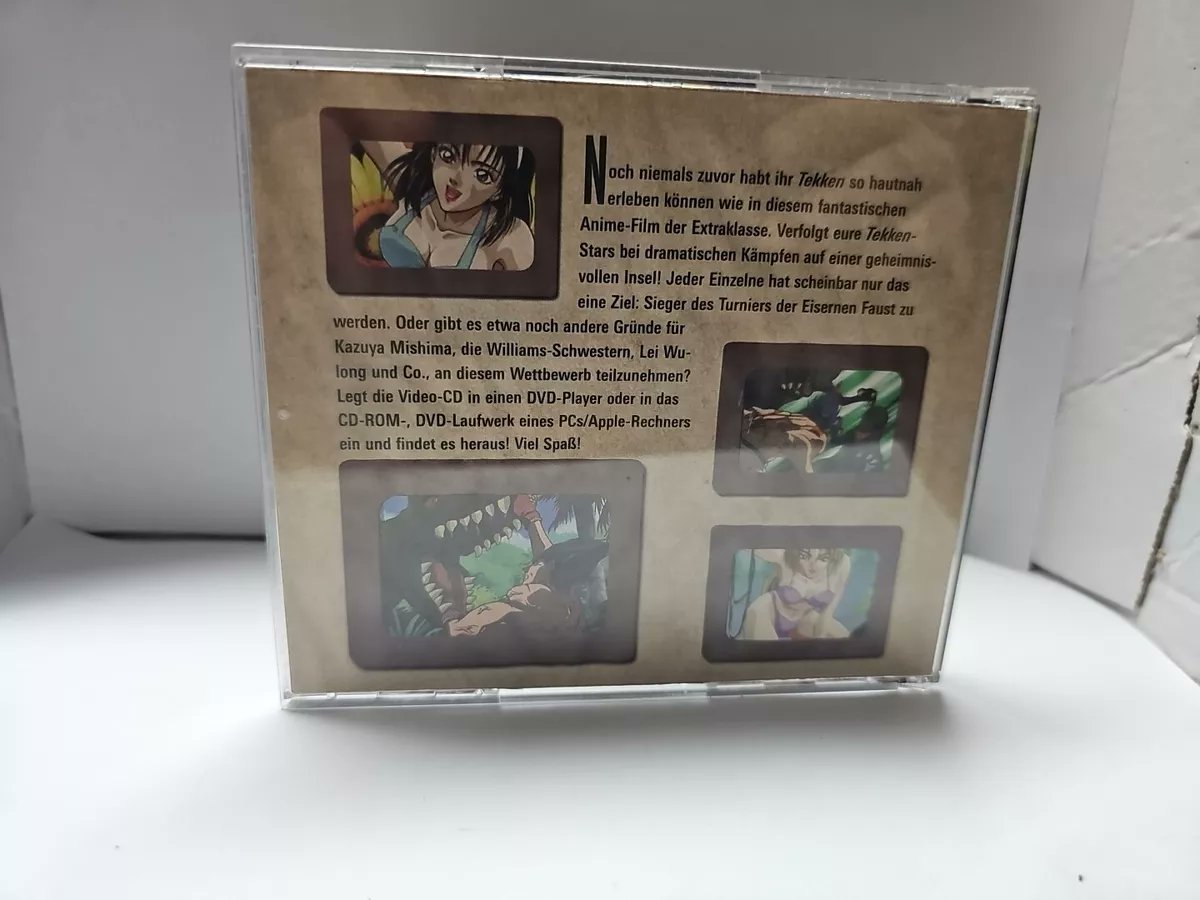 Noch niemals zuvor habt ihr Tekken so hautnah
erleben können wie in diesem fantastischen
Anime-Film der Extraklasse. Verfolgt eure Tekken-
Stars bei dramatischen Kämpfen auf einer geheimnis-
vollen Insel! Jeder Einzelne hat scheinbar nur das
eine Ziel: Sieger des Turniers der Eisernen Faust zu
werden. Oder gibt es etwa noch andere Gründe für
Kazuya Mishima, die Williams-Schwestern, Lei Wu-
long und Co., an diesem Wettbewerb teilzunehmen?
Legt die Video-CD in einen DVD-Player oder in das
CD-ROM-, DVD-Laufwerk eines PCs/Apple-Rechners
ein und findet es heraus! Viel Spaß!